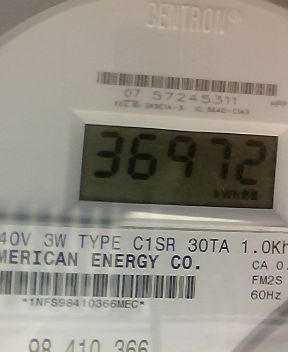 CENTRON®
07 57245311
36972
kWh
40V 3W TYPE C1SR 30TA 1.0Kh
MERICAN ENERGY CO.
CA 0.
FM2S
*1NFS98410366MEC*
60Hz
98 410 366